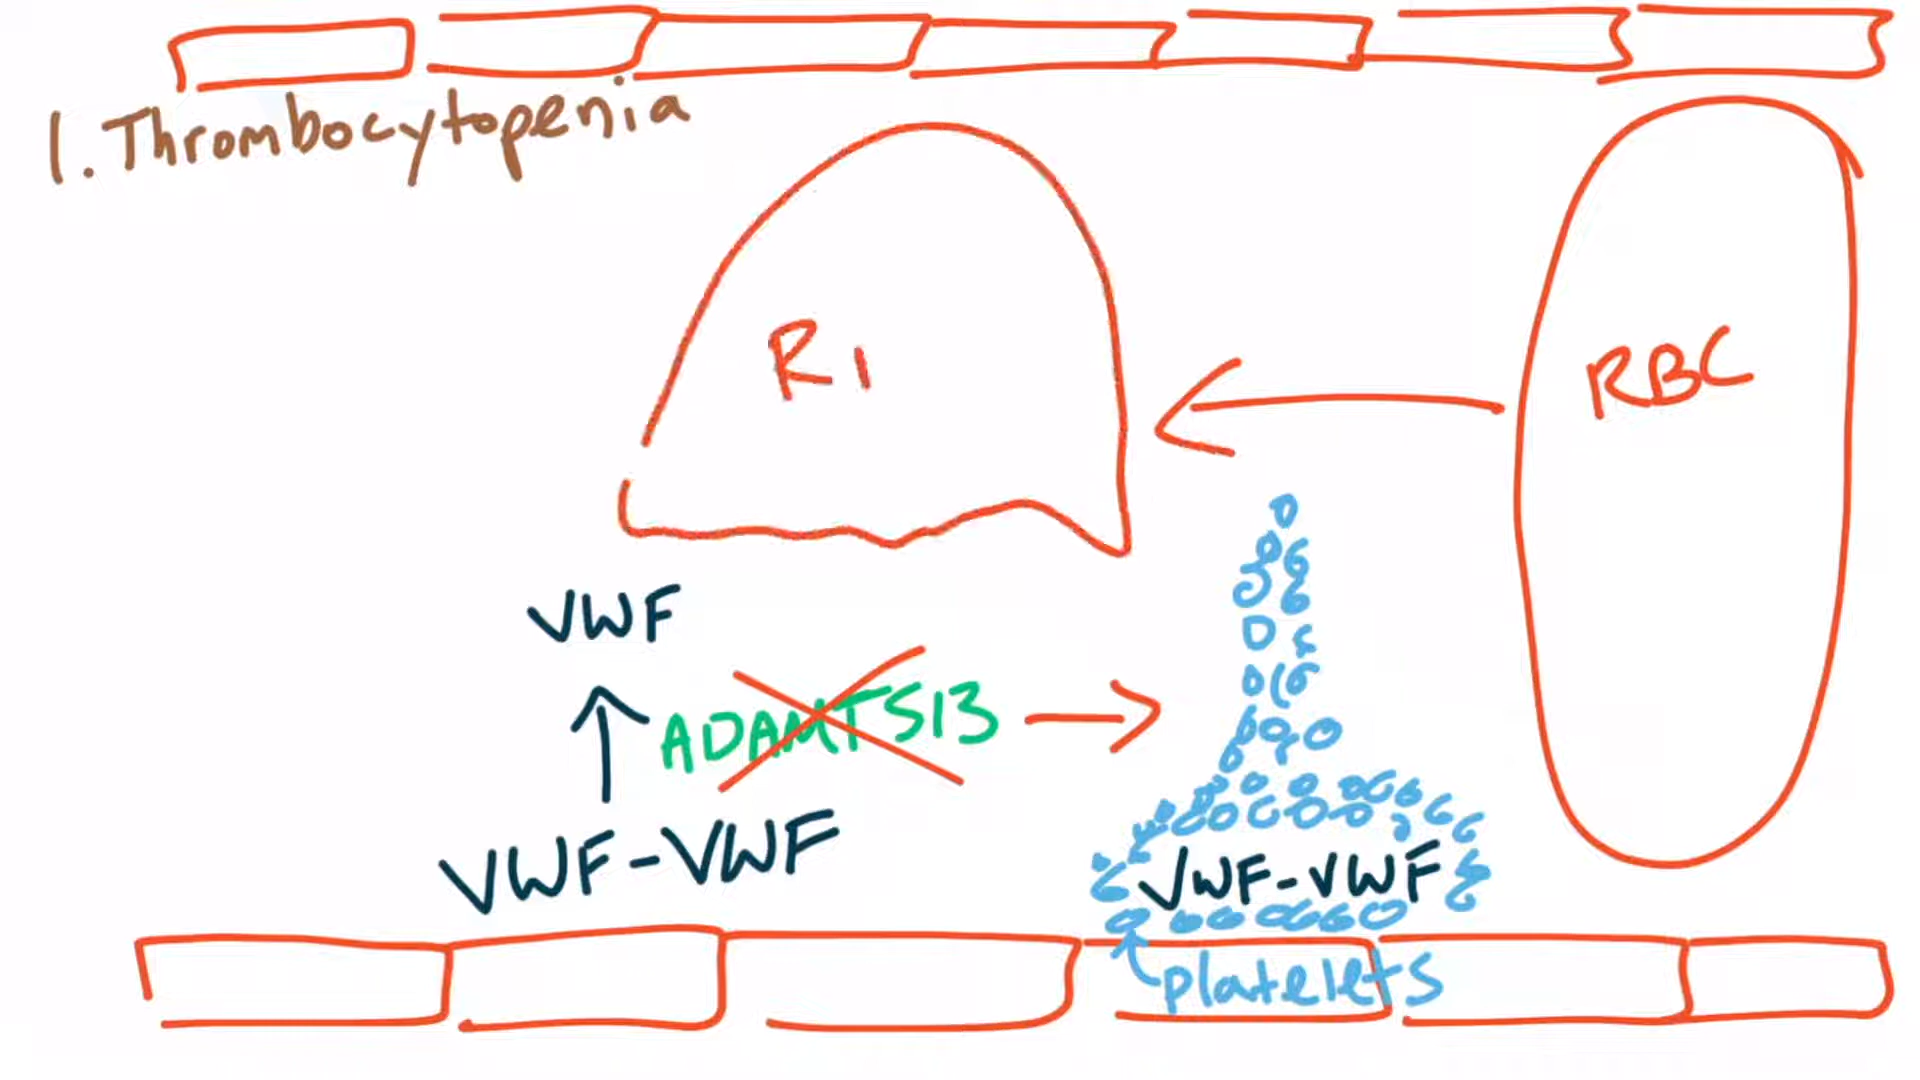 1. Thrombocytopenia
R1
RBC
VWF
ADAMTS13
VWF-VWF
VWF-VWF
platelets